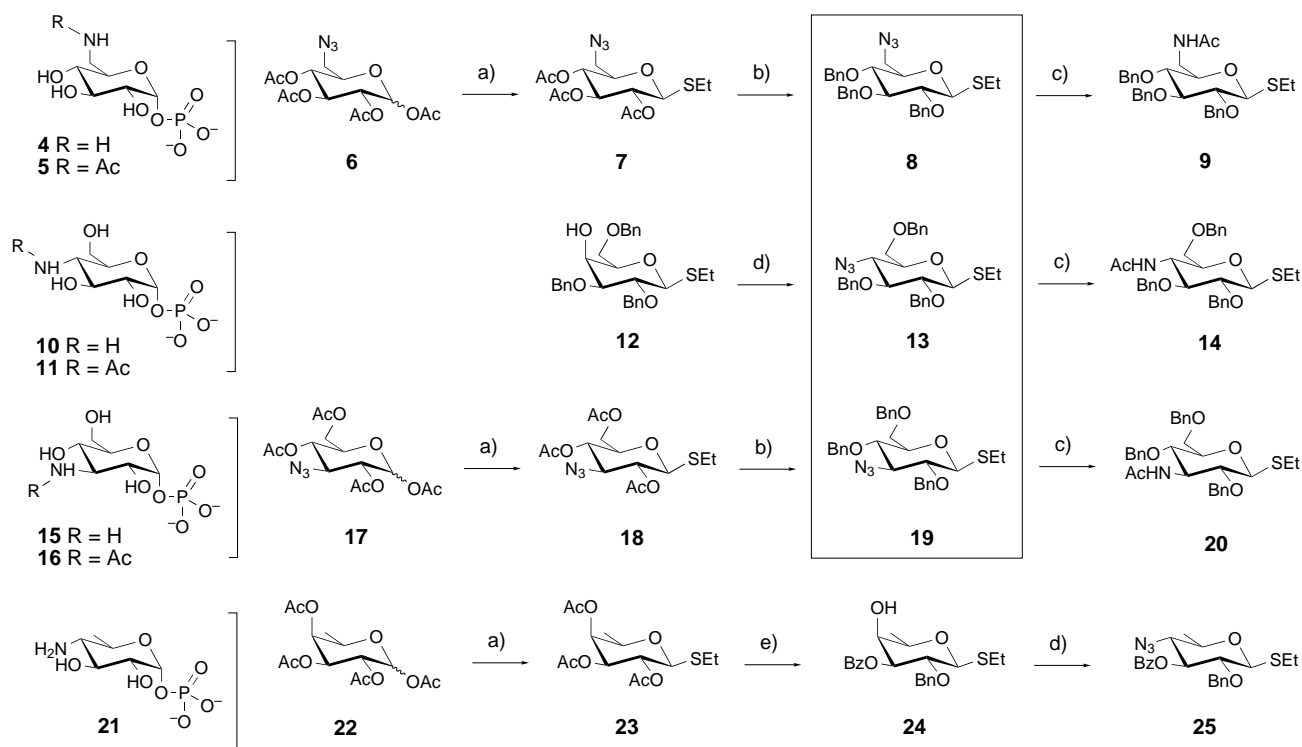 R
NH
HO
HO
HO
O
O
P
O
O⁻
⁻O
4 R = H
5 R = Ac
N₃
AcO
AcO
AcO
O
OAc
6
a)
N₃
AcO
AcO
AcO
O
SEt
7
b)
N₃
BnO
BnO
BnO
O
SEt
8
c)
NHAc
BnO
BnO
BnO
O
SEt
9
R
NH
OH
HO
HO
O
O
P
O
O⁻
⁻O
10 R = H
11 R = Ac
HO
OBn
BnO
BnO
O
SEt
12
d)
OBn
N₃
BnO
BnO
O
SEt
13
c)
OBn
AcHN
BnO
BnO
O
SEt
14
OH
HO
NH
R
HO
O
O
P
O
O⁻
⁻O
15 R = H
16 R = Ac
AcO
AcO
N₃
AcO
O
OAc
17
a)
AcO
AcO
N₃
AcO
O
SEt
18
b)
BnO
BnO
N₃
BnO
O
SEt
19
c)
BnO
BnO
AcHN
BnO
O
SEt
20
H₂N
HO
HO
O
O
P
O
O⁻
⁻O
21
AcO
AcO
AcO
O
OAc
22
a)
AcO
AcO
AcO
O
SEt
23
e)
OH
BzO
BnO
O
SEt
24
d)
N₃
BzO
BnO
O
SEt
25